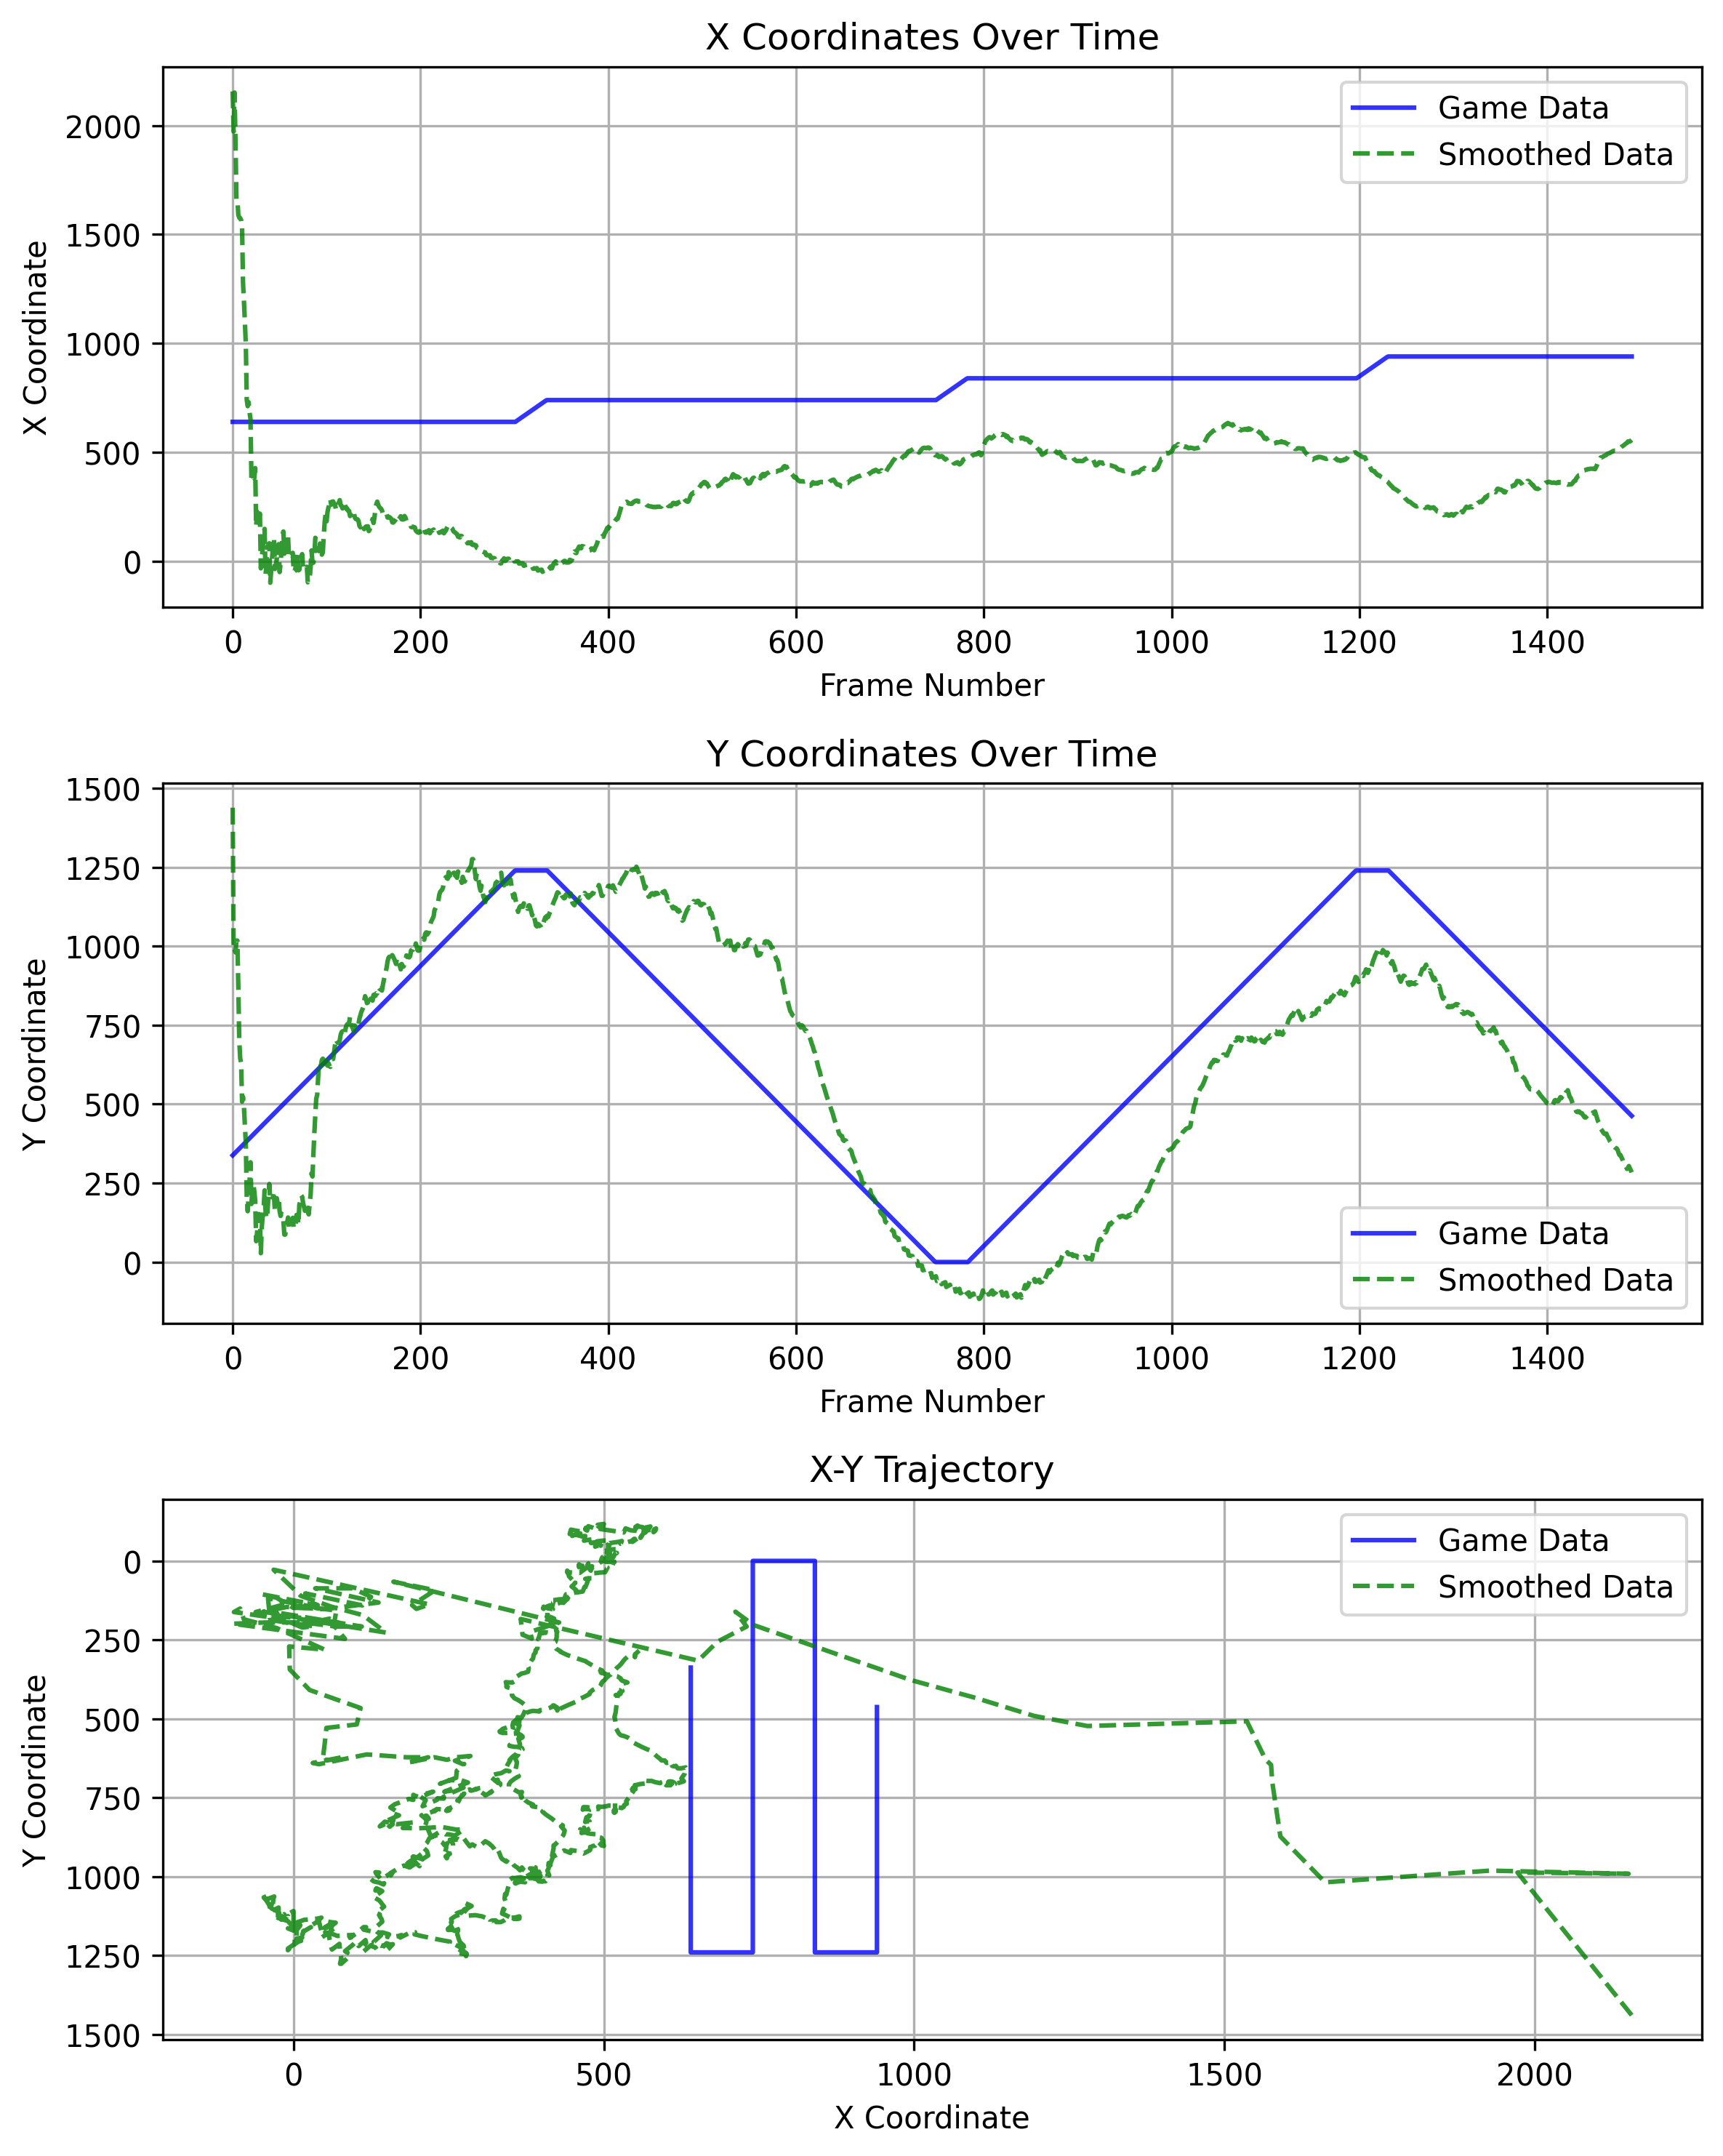 X Coordinates Over Time
2000
1500
1000
500
0
X Coordinate
Game Data
Smoothed Data
0 200 400 600 800 1000 1200 1400
Frame Number
Y Coordinates Over Time
1500
1250
1000
750
500
250
0
Y Coordinate
Game Data
Smoothed Data
0 200 400 600 800 1000 1200 1400
Frame Number
X-Y Trajectory
0
250
500
750
1000
1250
1500
Y Coordinate
Game Data
Smoothed Data
0 500 1000 1500 2000
X Coordinate